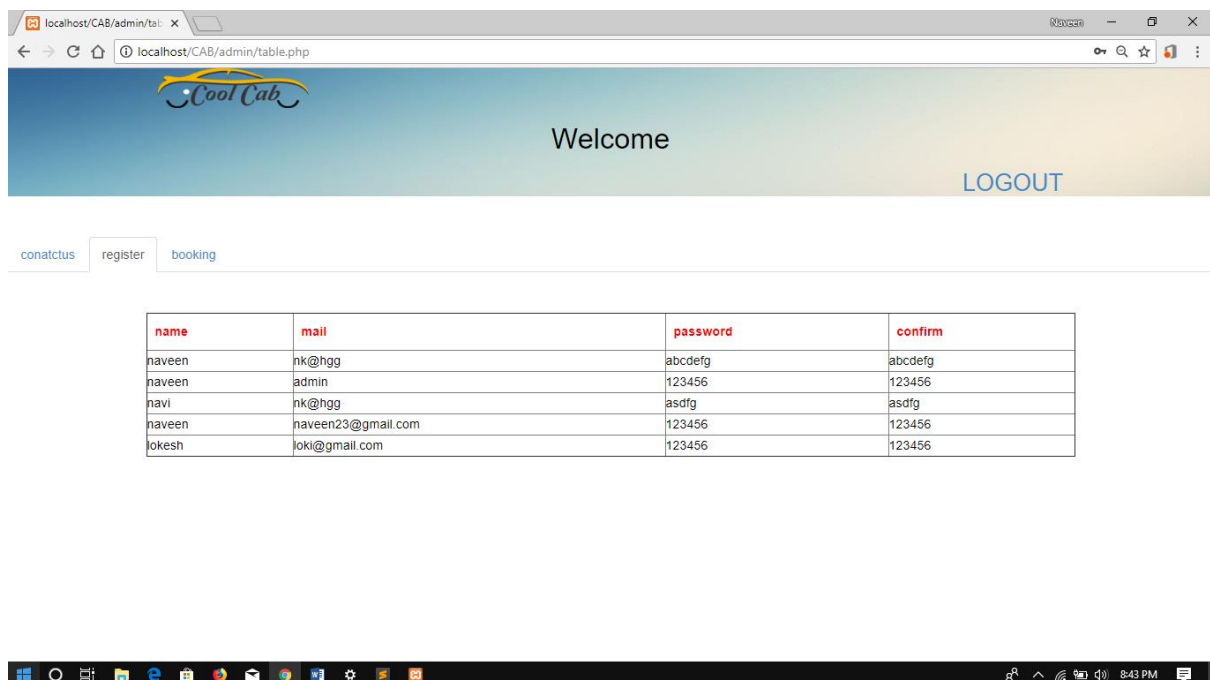 localhost/CAB/admin/tab
Naveen
localhost/CAB/admin/table.php
Cool Cab
Welcome
LOGOUT
conatctus register booking
name mail password confirm
naveen nk@hgg abcdefg abcdefg
naveen admin 123456 123456
navi nk@hgg asdfg asdfg
naveen naveen23@gmail.com 123456 123456
lokesh loki@gmail.com 123456 123456
8:43 PM